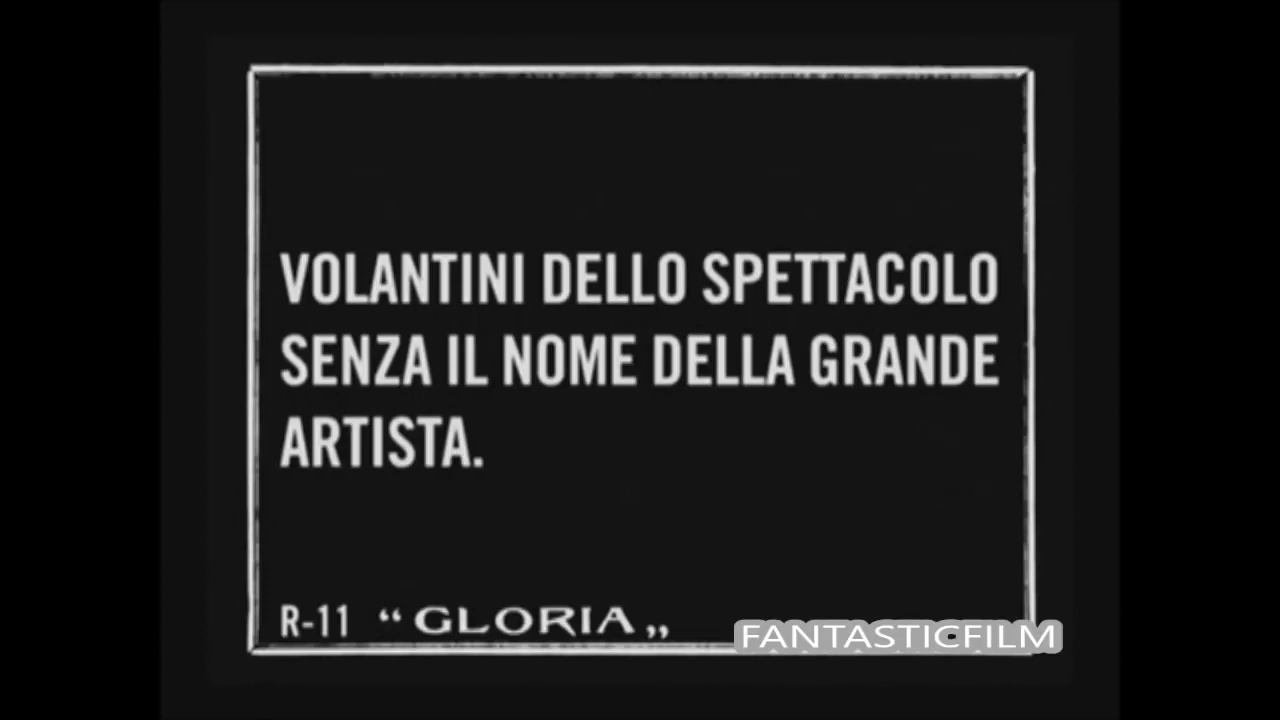 VOLANTINI DELLO SPETTACOLO
SENZA IL NOME DELLA GRANDE
ARTISTA.
R-11 “GLORIA„
FANTASTICFILM